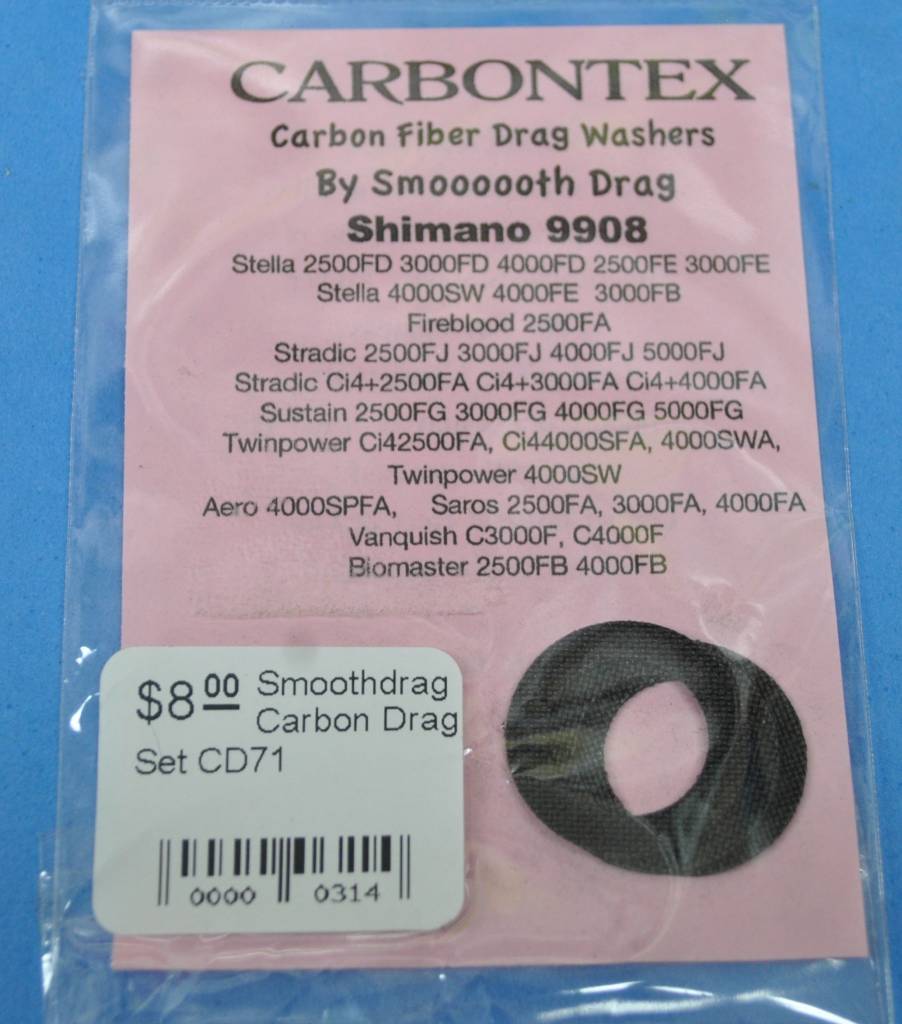 CARBONTEX
Carbon Fiber Drag Washers
By Smoooooth Drag
Shimano 9908
Stella 2500FD 3000FD 4000FD 2500FE 3000FE
Stella 4000SW 4000FE 3000FB
Fireblood 2500FA
Stradic 2500FJ 3000FJ 4000FJ 5000FJ
Stradic Ci4+2500FA Ci4+3000FA Ci4+4000FA
Sustain 2500FG 3000FG 4000FG 5000FG
Twinpower Ci42500FA, Ci44000SFA, 4000SWA,
Twinpower 4000SW
Aero 4000SPFA, Saros 2500FA, 3000FA, 4000FA
Vanquish C3000F, C4000F
Biomaster 2500FB 4000FB
$8.00 Smoothdrag
Carbon Drag
Set CD71
0000 0314